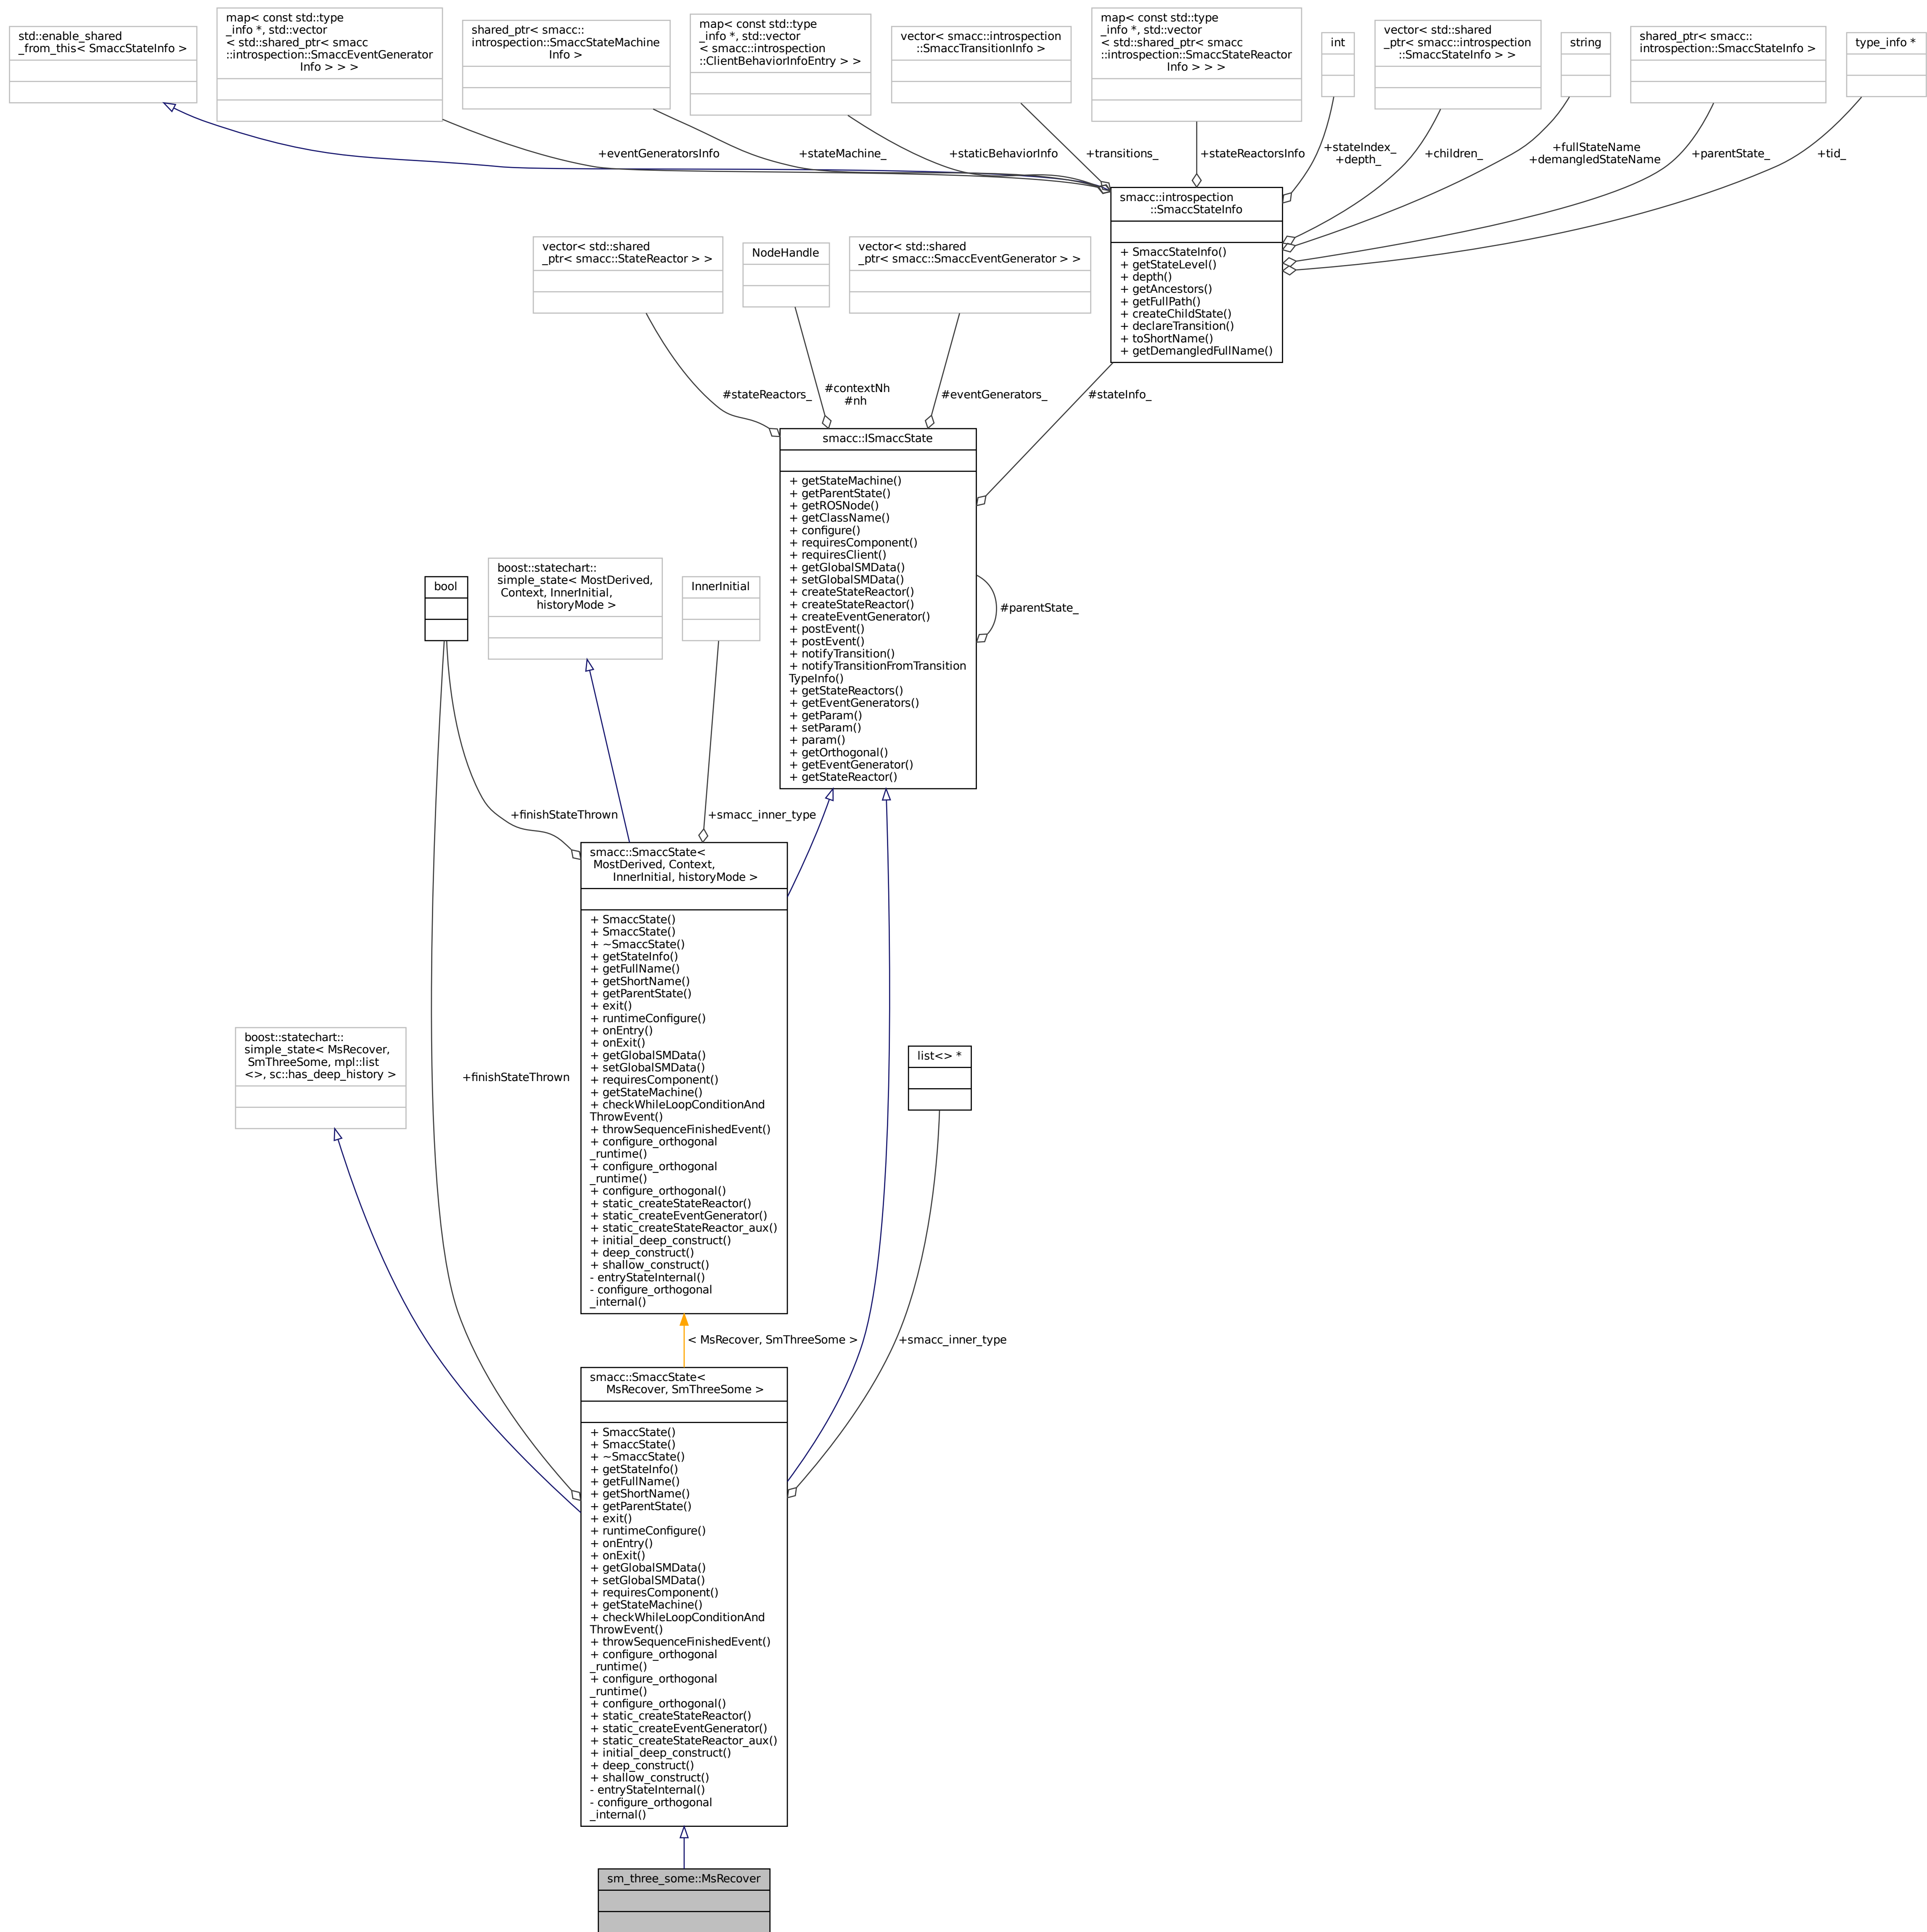 std::enable_shared
_from_this< SmaccStateInfo >
map< const std::type
_info *, std::vector
< std::shared_ptr< smacc
::introspection::SmaccEventGenerator
Info > > >
shared_ptr< smacc::
introspection::SmaccStateMachine
Info >
map< const std::type
_info *, std::vector
< smacc::introspection
::ClientBehaviorInfoEntry > >
vector< smacc::introspection
::SmaccTransitionInfo >
map< const std::type
_info *, std::vector
< std::shared_ptr< smacc
::introspection::SmaccStateReactor
Info > > >
int
vector< std::shared
_ptr< smacc::introspection
::SmaccStateInfo > >
string
shared_ptr< smacc::
introspection::SmaccStateInfo >
type_info *
+eventGeneratorsInfo
+stateMachine_
+staticBehaviorInfo
+transitions_
+stateReactorsInfo
+stateIndex_
+depth_
+children_
+fullStateName
+demangledStateName
+parentState_
+tid_
smacc::introspection
::SmaccStateInfo
+ SmaccStateInfo()
+ getStateLevel()
+ depth()
+ getAncestors()
+ getFullPath()
+ createChildState()
+ declareTransition()
+ toShortName()
+ getDemangledFullName()
vector< std::shared
_ptr< smacc::StateReactor > >
NodeHandle
vector< std::shared
_ptr< smacc::SmaccEventGenerator > >
#stateReactors_
#contextNh
#nh
#eventGenerators_
#stateInfo_
smacc::ISmaccState
+ getStateMachine()
+ getParentState()
+ getROSNode()
+ getClassName()
+ configure()
+ requiresComponent()
+ requiresClient()
+ getGlobalSMData()
+ setGlobalSMData()
+ createStateReactor()
+ createStateReactor()
+ createEventGenerator()
+ postEvent()
+ postEvent()
+ notifyTransition()
+ notifyTransitionFromTransition
TypeInfo()
+ getStateReactors()
+ getEventGenerators()
+ getParam()
+ setParam()
+ param()
+ getOrthogonal()
+ getEventGenerator()
+ getStateReactor()
#parentState_
bool
boost::statechart::
simple_state< MostDerived,
Context, InnerInitial,
historyMode >
InnerInitial
+finishStateThrown
+smacc_inner_type
smacc::SmaccState<
MostDerived, Context,
InnerInitial, historyMode >
+ SmaccState()
+ SmaccState()
+ ~SmaccState()
+ getStateInfo()
+ getFullName()
+ getShortName()
+ getParentState()
+ exit()
+ runtimeConfigure()
+ onEntry()
+ onExit()
+ getGlobalSMData()
+ setGlobalSMData()
+ requiresComponent()
+ getStateMachine()
+ checkWhileLoopConditionAnd
ThrowEvent()
+ throwSequenceFinishedEvent()
+ configure_orthogonal
_runtime()
+ configure_orthogonal
_runtime()
+ configure_orthogonal()
+ static_createStateReactor()
+ static_createEventGenerator()
+ static_createStateReactor_aux()
+ initial_deep_construct()
+ deep_construct()
+ shallow_construct()
- entryStateInternal()
- configure_orthogonal
_internal()
boost::statechart::
simple_state< MsRecover,
SmThreeSome, mpl::list
<>, sc::has_deep_history >
+finishStateThrown
list<> *
< MsRecover, SmThreeSome >
+smacc_inner_type
smacc::SmaccState<
MsRecover, SmThreeSome >
+ SmaccState()
+ SmaccState()
+ ~SmaccState()
+ getStateInfo()
+ getFullName()
+ getShortName()
+ getParentState()
+ exit()
+ runtimeConfigure()
+ onEntry()
+ onExit()
+ getGlobalSMData()
+ setGlobalSMData()
+ requiresComponent()
+ getStateMachine()
+ checkWhileLoopConditionAnd
ThrowEvent()
+ throwSequenceFinishedEvent()
+ configure_orthogonal
_runtime()
+ configure_orthogonal
_runtime()
+ configure_orthogonal()
+ static_createStateReactor()
+ static_createEventGenerator()
+ static_createStateReactor_aux()
+ initial_deep_construct()
+ deep_construct()
+ shallow_construct()
- entryStateInternal()
- configure_orthogonal
_internal()
sm_three_some::MsRecover